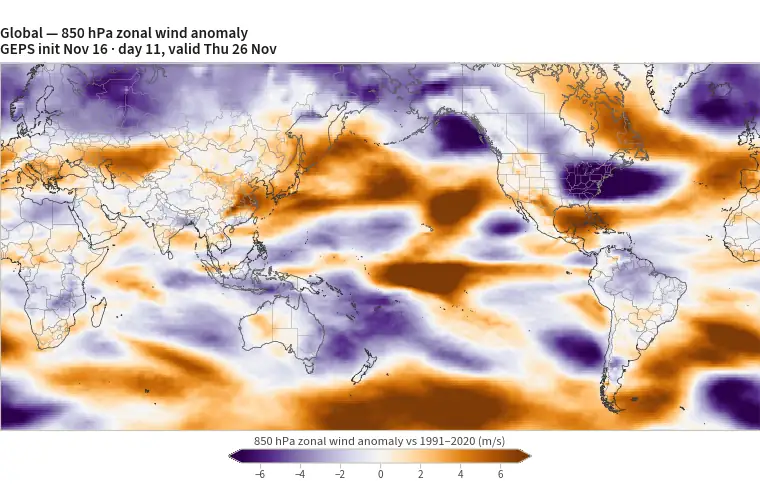 Global — 850 hPa zonal wind anomaly
GEPS init Nov 16 · day 11, valid Thu 26 Nov
850 hPa zonal wind anomaly vs 1991–2020 (m/s)
−6 −4 −2 0 2 4 6